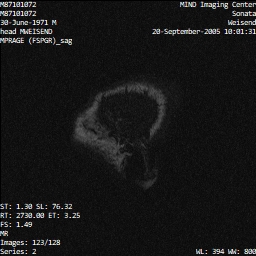 M87101072
M87101072
30-June-1971 M
head MWEISEND
MPRAGE (FSPGR)_sag
MIND Imaging Center
Sonata
Weisend
20-September-2005 10:01:31
ST: 1.30 SL: 76.32
RT: 2730.00 ET: 3.25
FS: 1.49
MR
Images: 123/128
Series: 2
WL: 394 WW: 800